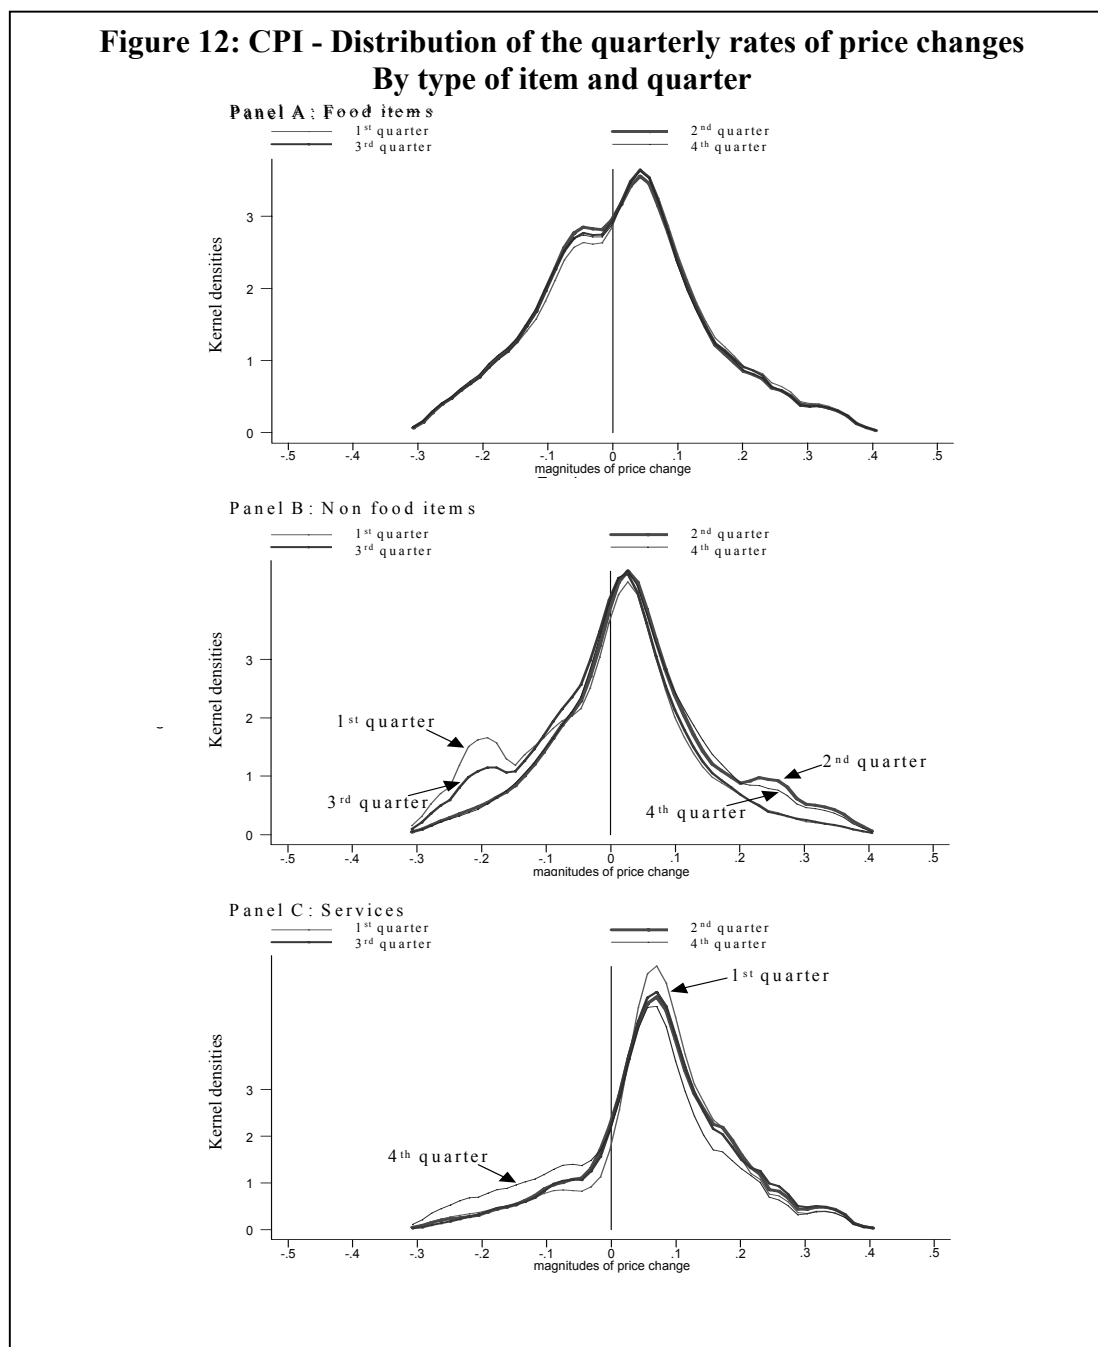 Figure 12: CPI - Distribution of the quarterly rates of price changes
By type of item and quarter
Panel A: Food items
1st quarter
2nd quarter
3rd quarter
4th quarter
Kernel densities
3
2
1
0
-.5 -.4 -.3 -.2 -.1 0 .1 .2 .3 .4 .5
magnitudes of price change
Panel B: Non food items
1st quarter
2nd quarter
3rd quarter
4th quarter
Kernel densities
3
2
1
0
1st quarter
3rd quarter
2nd quarter
4th quarter
-.5 -.4 -.3 -.2 -.1 0 .1 .2 .3 .4 .5
magnitudes of price change
Panel C: Services
1st quarter
2nd quarter
3rd quarter
4th quarter
Kernel densities
3
2
1
0
1st quarter
4th quarter
-.5 -.4 -.3 -.2 -.1 0 .1 .2 .3 .4 .5
magnitudes of price change